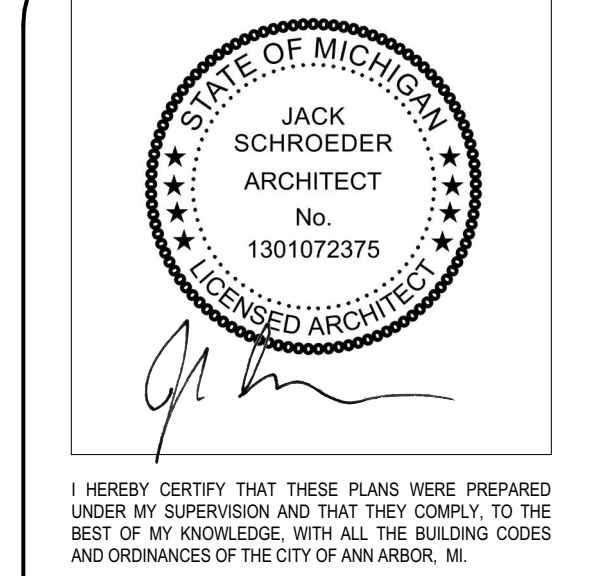 STATE OF MICHIGAN
JACK
SCHROEDER
ARCHITECT
No.
1301072375
LICENSED ARCHITECT
I HEREBY CERTIFY THAT THESE PLANS WERE PREPARED
UNDER MY SUPERVISION AND THAT THEY COMPLY, TO THE
BEST OF MY KNOWLEDGE, WITH ALL THE BUILDING CODES
AND ORDINANCES OF THE CITY OF ANN ARBOR, MI.